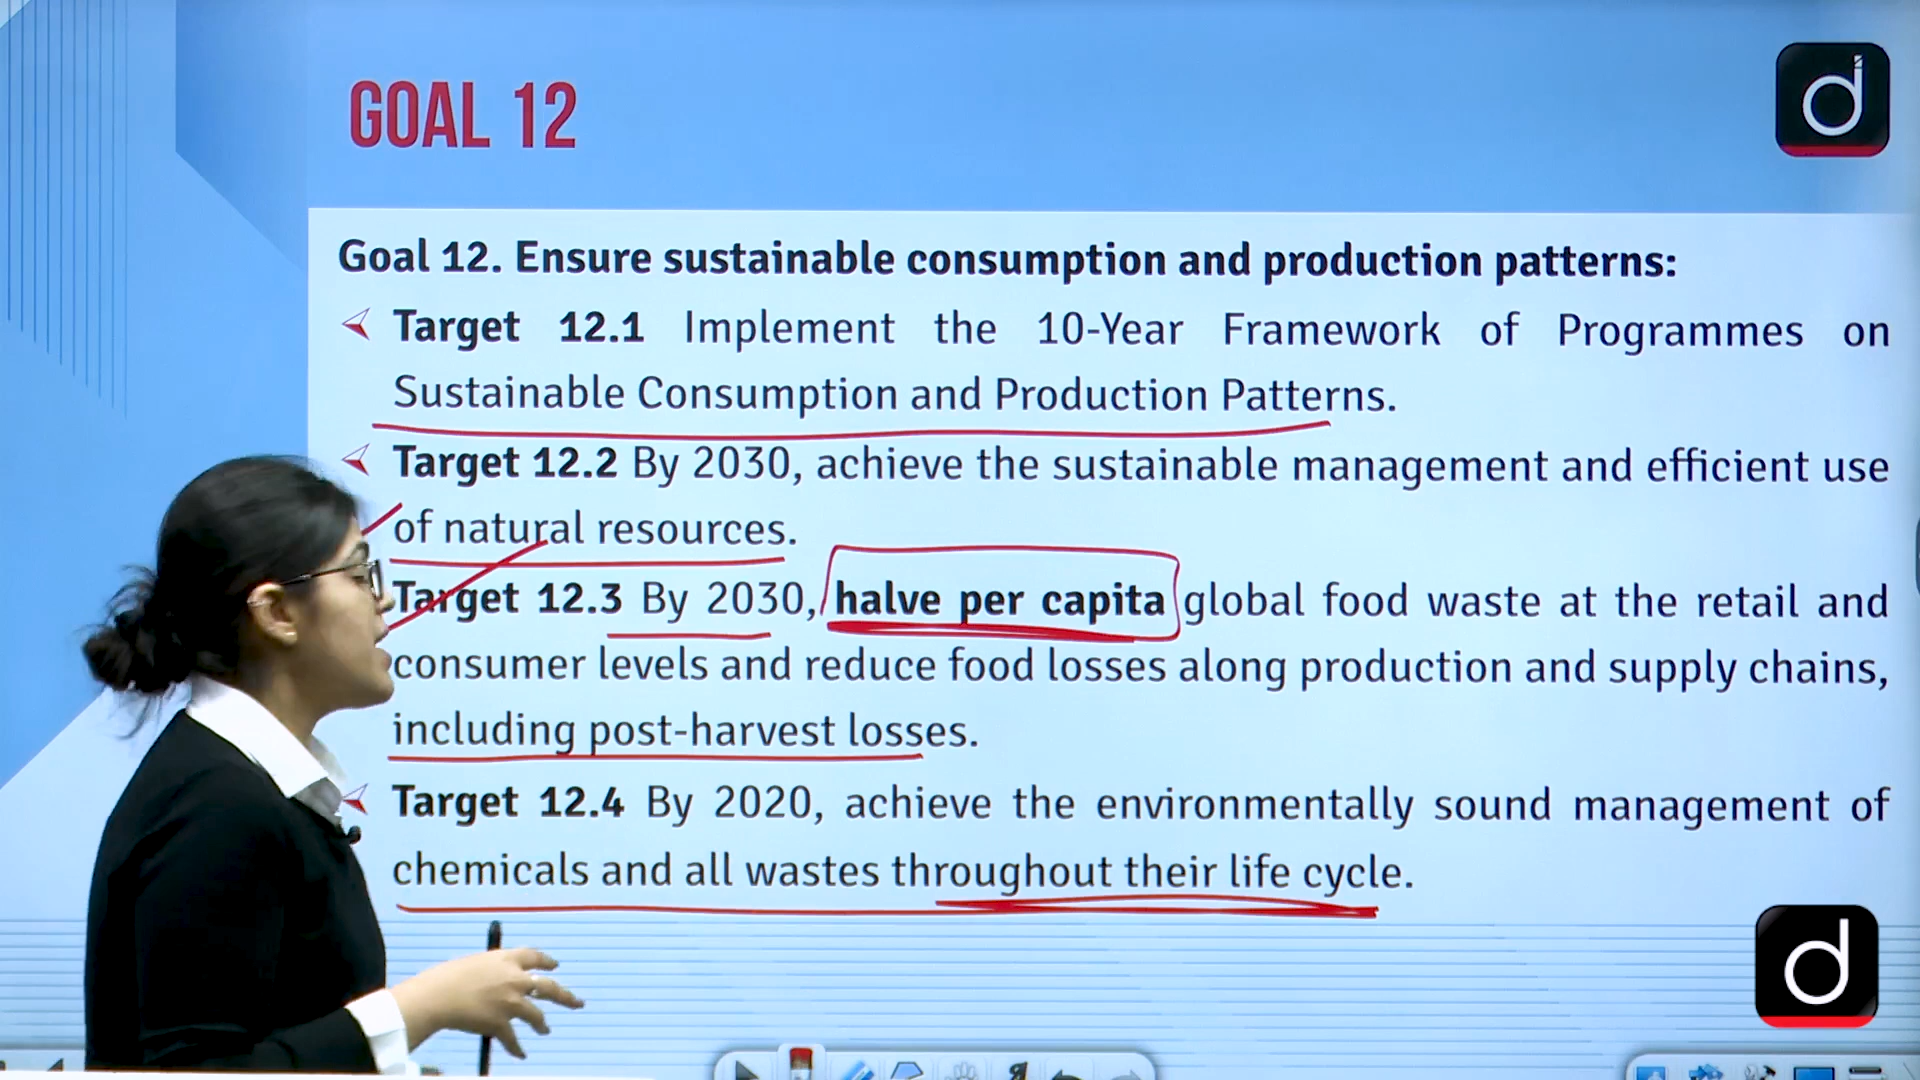 GOAL 12
d
Goal 12. Ensure sustainable consumption and production patterns:
Target 12.1 Implement the 10-Year Framework of Programmes on
Sustainable Consumption and Production Patterns.
Target 12.2 By 2030, achieve the sustainable management and efficient use
of natural resources.
Target 12.3 By 2030, halve per capita global food waste at the retail and
consumer levels and reduce food losses along production and supply chains,
including post-harvest losses.
Target 12.4 By 2020, achieve the environmentally sound management of
chemicals and all wastes throughout their life cycle.
d